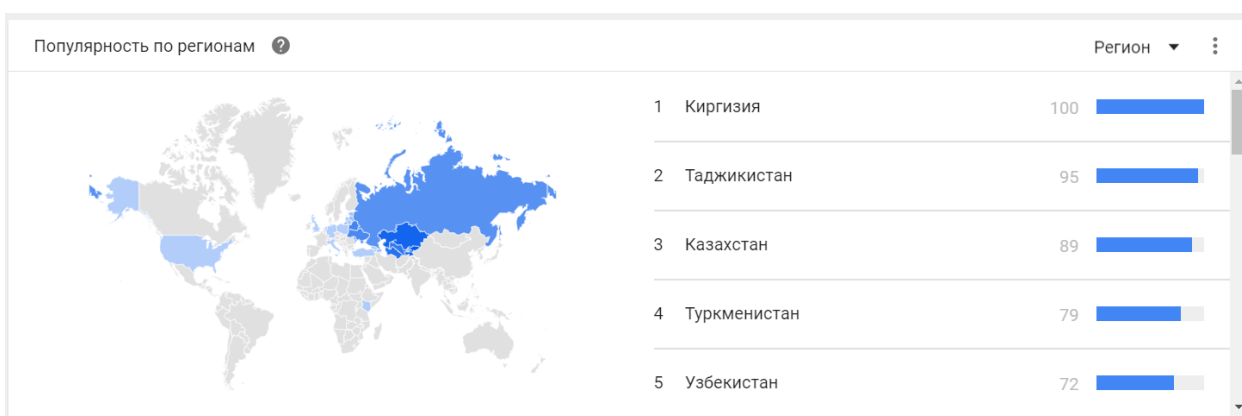 Популярность по регионам ?
Регион
1 Киргизия 100
2 Таджикистан 95
3 Казахстан 89
4 Туркменистан 79
5 Узбекистан 72